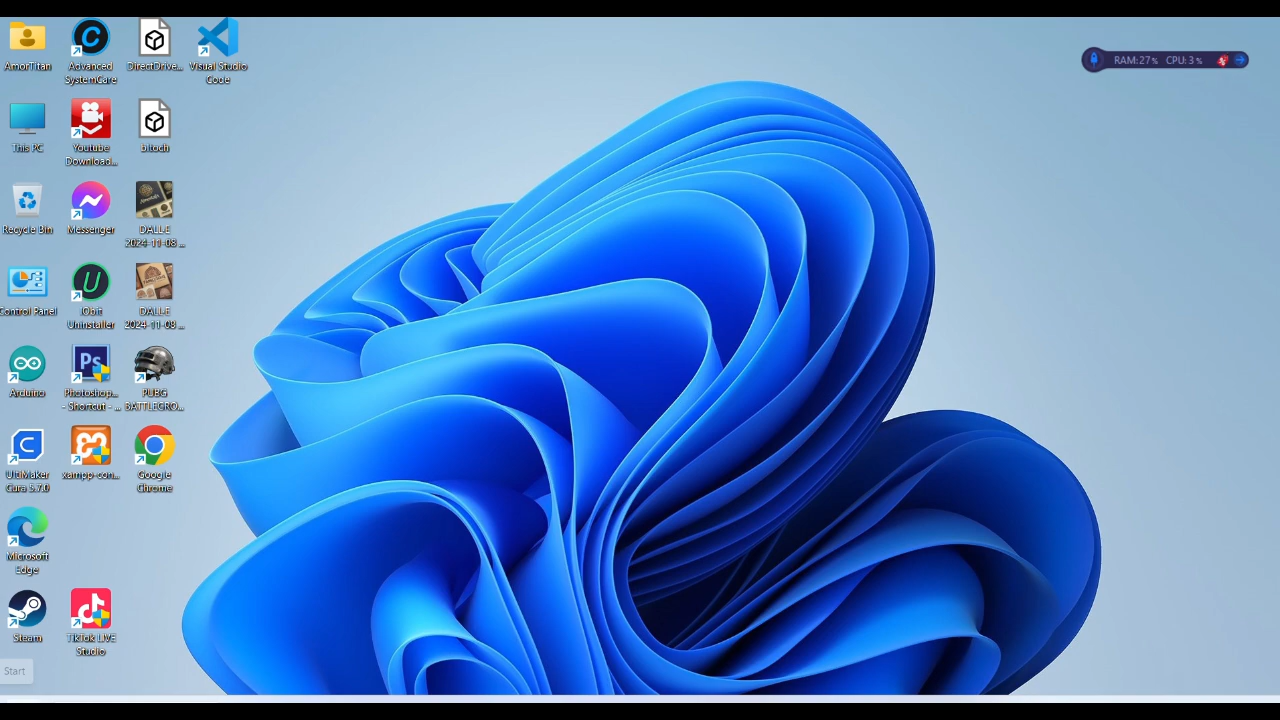 AmorTitan
Advanced
SystemCare
DirectDrive...
Visual Studio
Code
RAM:27% CPU:3%
This PC
Youtube
Download...
bitoch
Recycle Bin
Messenger
DALLE
2024-11-08 ...
Control Panel
IObit
Uninstaller
DALLE
2024-11-08 ...
Arduino
Ps
Photoshop...
- Shortcut - ...
PUBG
BATTLEGRO...
UltiMaker
Cura 5.7.0
xampp-con...
Google
Chrome
Microsoft
Edge
Steam
TikTok LIVE
Studio
Start